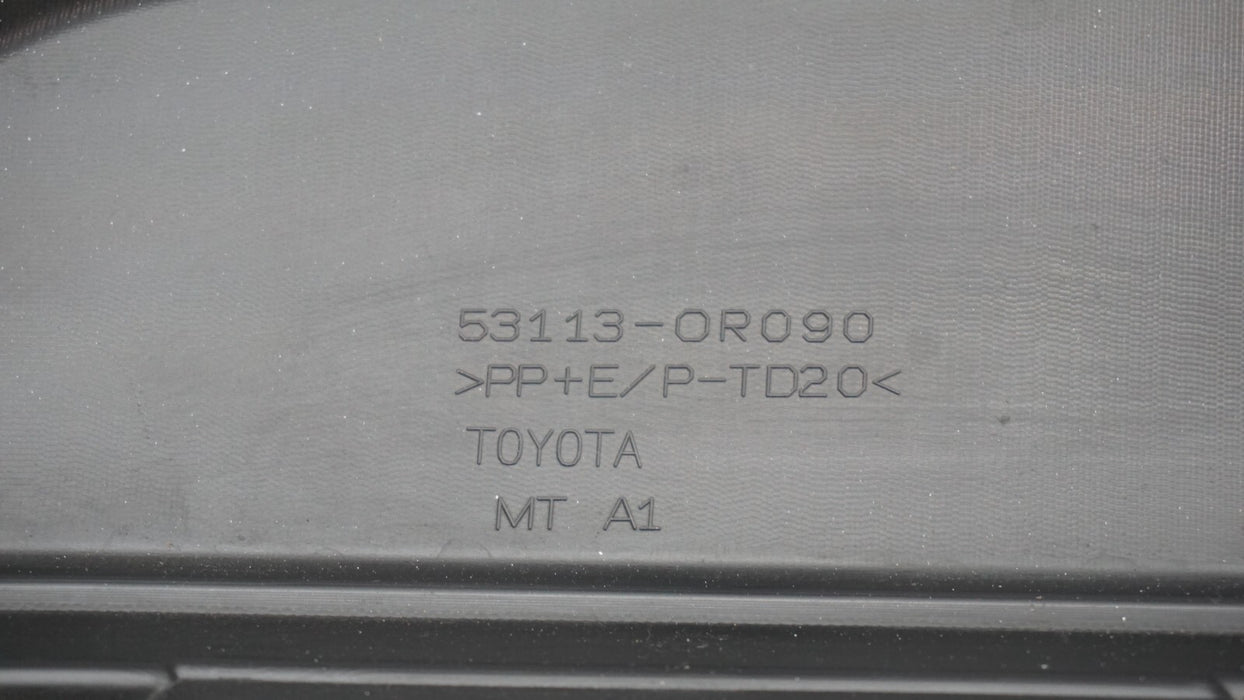 53113-0R090
>PP+E/P-TD20<
TOYOTA
MT A1